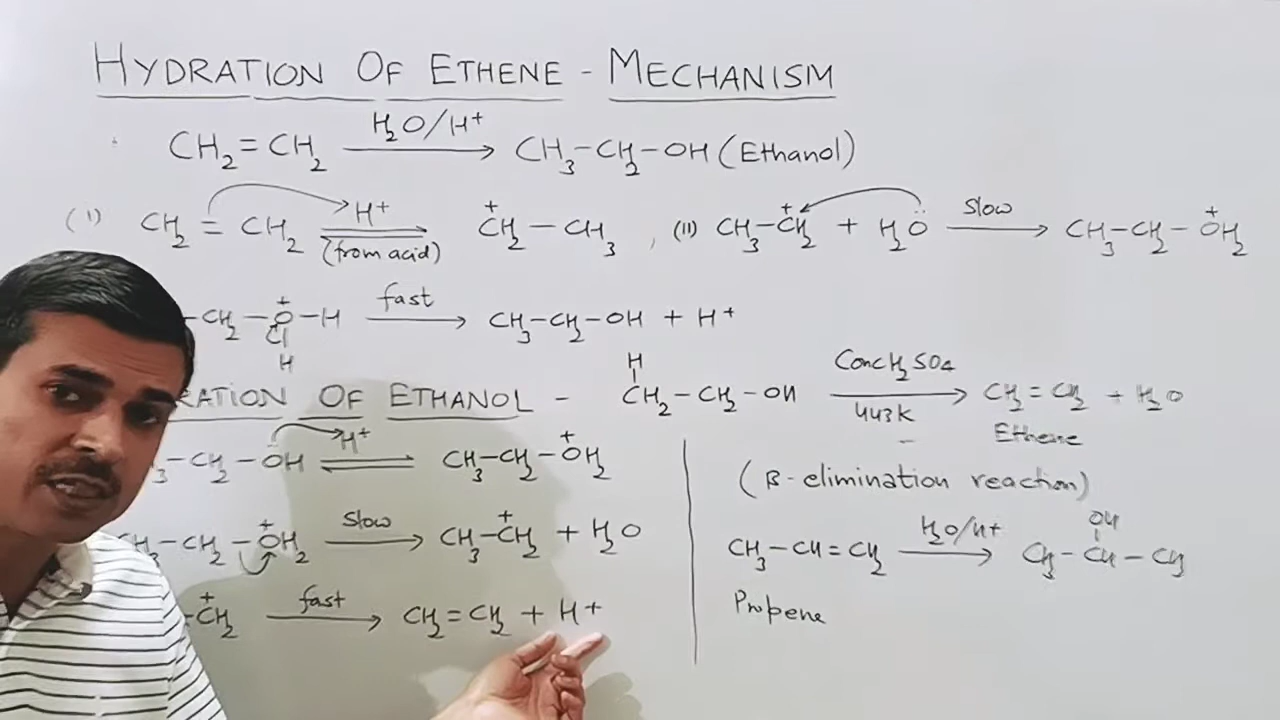 HYDRATION OF ETHENE - MECHANISM
CH2=CH2 H2O/H+ → CH3-CH2-OH (Ethanol)
(i) CH2=CH2 H+ (from acid) → +CH2-CH3, (ii) CH3-+CH2 + H2Ö slow → CH3-CH2-+OH2
-CH2-+O-H fast → CH3-CH2-OH + H+
H
RATION OF ETHANOL -
H
CH2-CH2-OH Conc H2SO4 443K → CH2=CH2 + H2O
Ethene
-CH2-ÖH H+ ⇌ CH3-CH2-+OH2
(β-elimination reaction)
-CH2-+OH2 slow → CH3-+CH2 + H2O
OH
CH3-CH=CH2 H2O/H+ → CH3-CH-CH3
Propene
-+CH2 fast → CH2=CH2 + H+